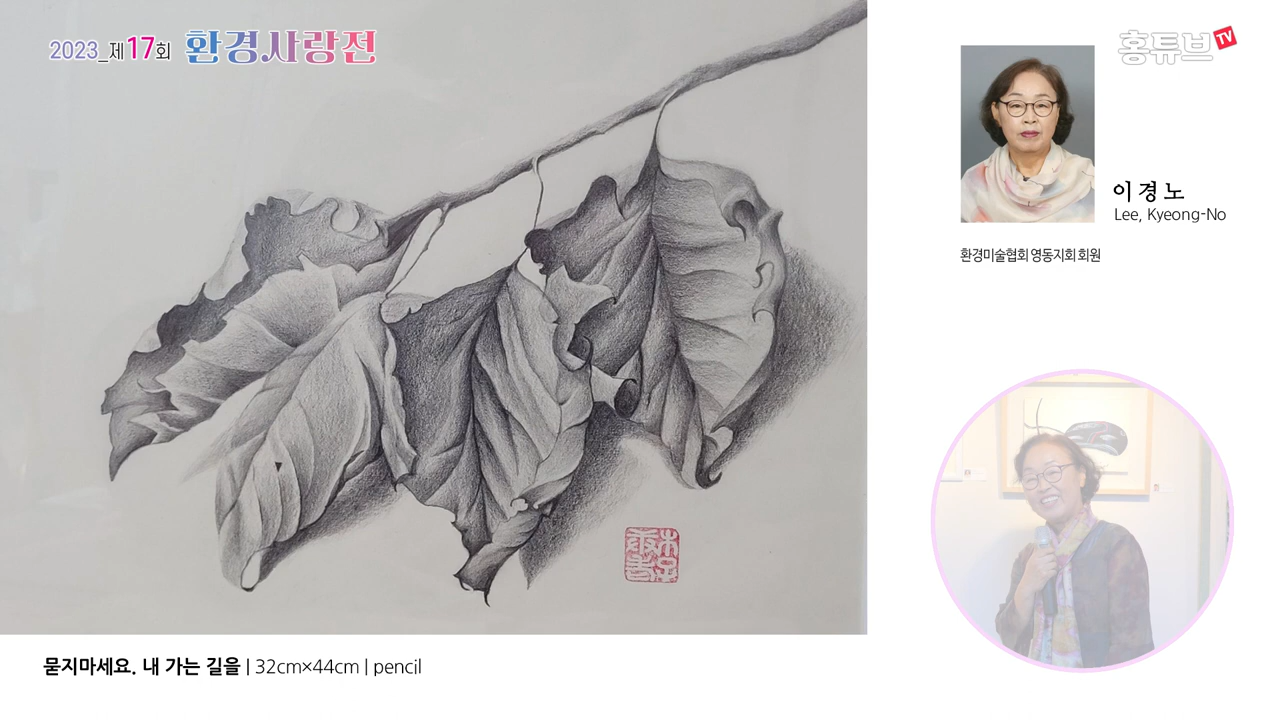 2023_제17회 환경사랑전
홍튜브 TV
이경노
Lee, Kyeong-No
환경미술협회 영동지회 회원
묻지마세요. 내 가는 길을 | 32cm×44cm | pencil